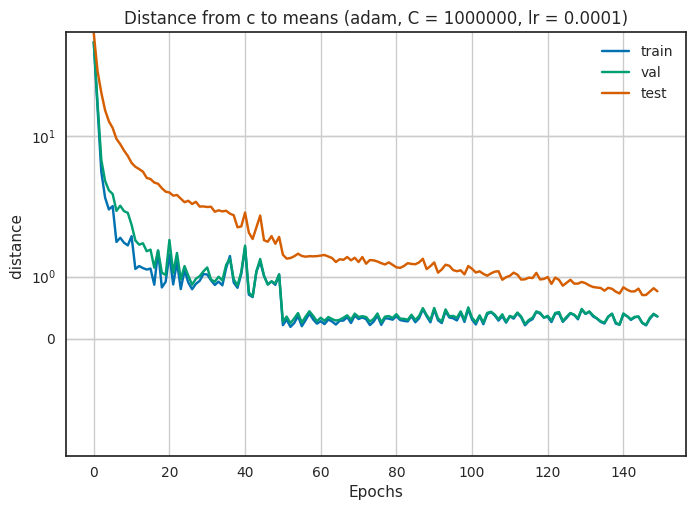 Distance from c to means (adam, C = 1000000, lr = 0.0001)
train
val
test
10¹
10⁰
0
distance
0 20 40 60 80 100 120 140
Epochs